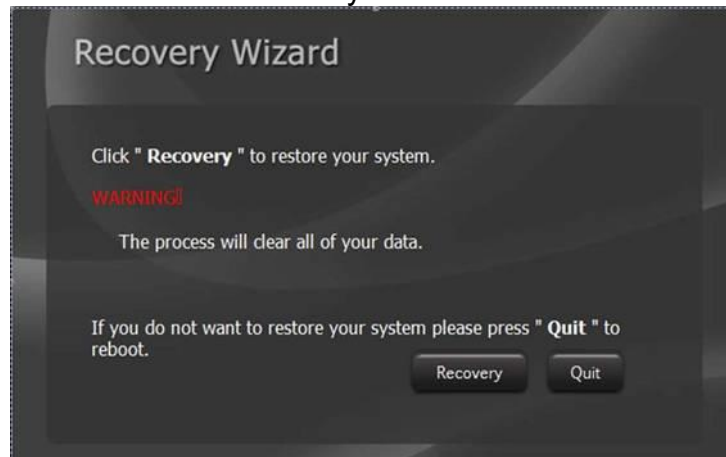 Recovery Wizard
Click " Recovery " to restore your system.
WARNING
The process will clear all of your data.
If you do not want to restore your system please press " Quit " to
reboot.
Recovery Quit